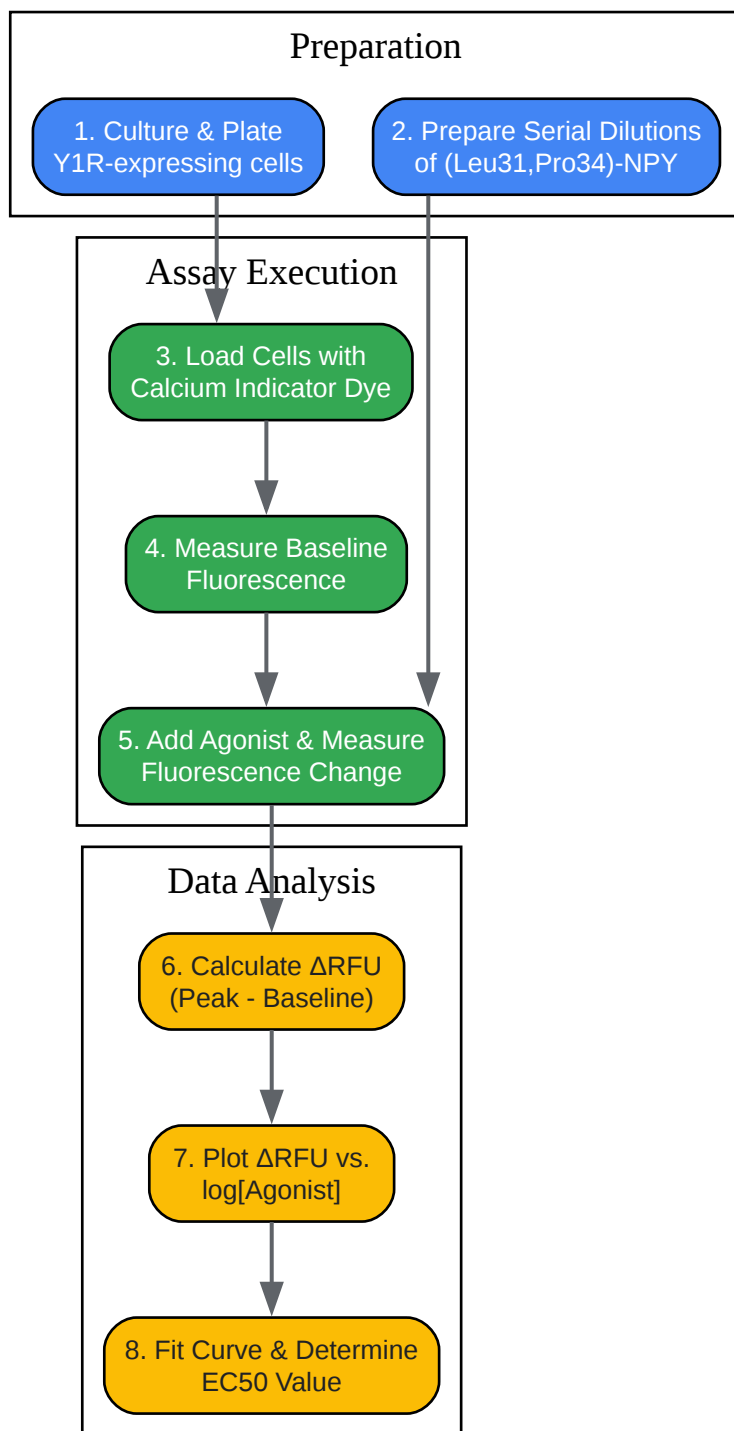 Preparation
1. Culture & Plate
Y1R-expressing cells
2. Prepare Serial Dilutions
of (Leu31,Pro34)-NPY
Assay Execution
3. Load Cells with
Calcium Indicator Dye
4. Measure Baseline
Fluorescence
5. Add Agonist & Measure
Fluorescence Change
Data Analysis
6. Calculate ΔRFU
(Peak - Baseline)
7. Plot ΔRFU vs.
log[Agonist]
8. Fit Curve & Determine
EC50 Value